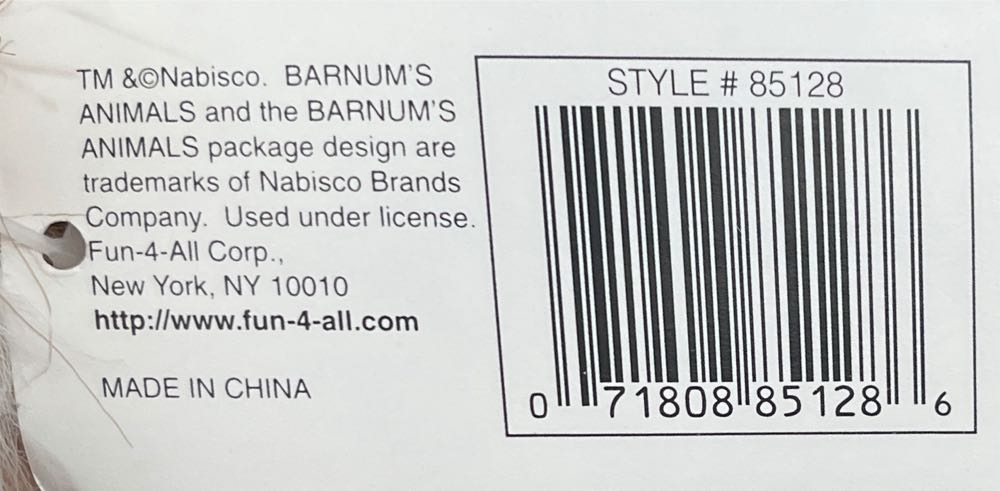 TM &©Nabisco. BARNUM'S
ANIMALS and the BARNUM'S
ANIMALS package design are
trademarks of Nabisco Brands
Company. Used under license.
Fun-4-All Corp.,
New York, NY 10010
http://www.fun-4-all.com
MADE IN CHINA
STYLE # 85128
0 71808 85128 6